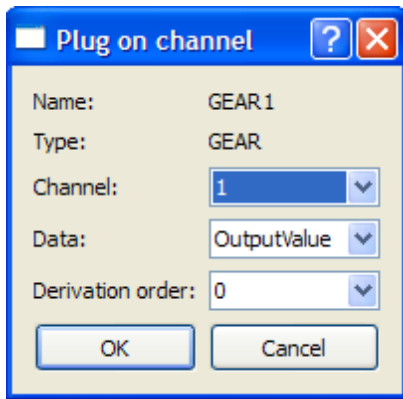 Plug on channel
Name: GEAR1
Type: GEAR
Channel: 1
Data: OutputValue
Derivation order: 0
OK Cancel